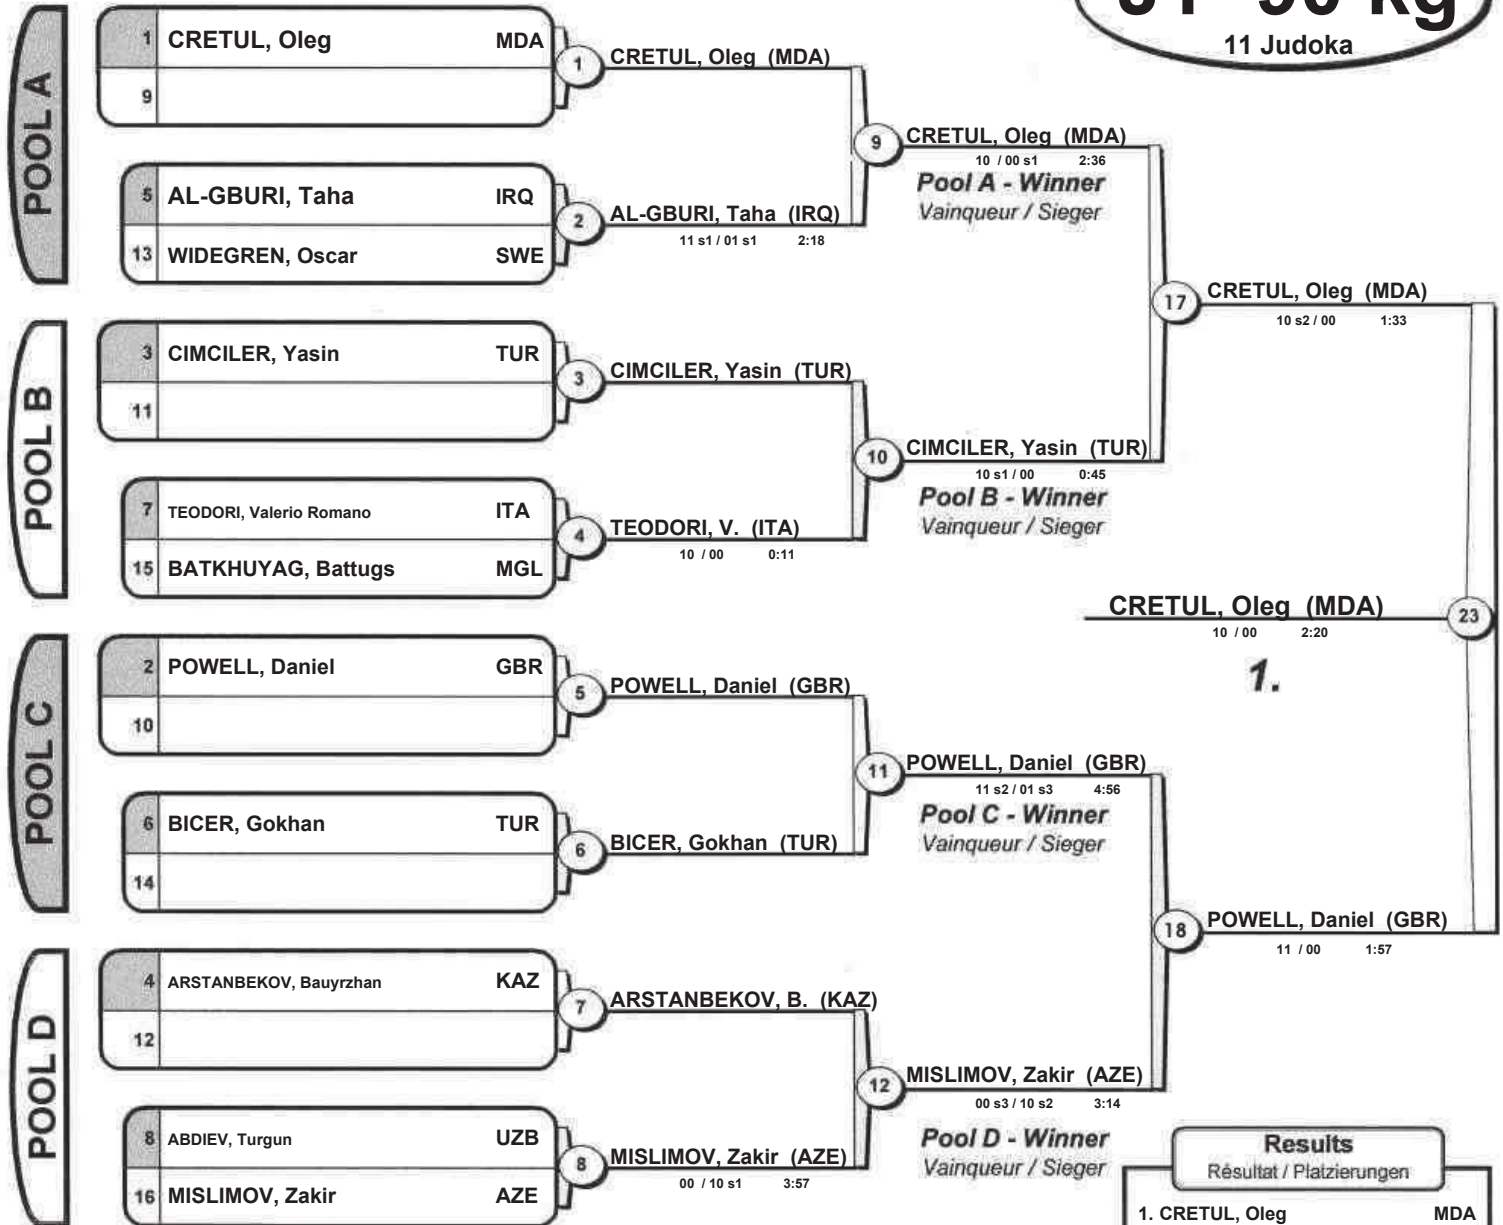 J1 -90 kg
11 Judoka
POOL A
1 CRETUL, Oleg MDA
9
1 CRETUL, Oleg (MDA)
5 AL-GBURI, Taha IRQ
13 WIDEGREN, Oscar SWE
2 AL-GBURI, Taha (IRQ)
11 s1 / 01 s1 2:18
9 CRETUL, Oleg (MDA)
10 / 00 s1 2:36
Pool A - Winner
Vainqueur / Sieger
POOL B
3 CIMCILER, Yasin TUR
11
3 CIMCILER, Yasin (TUR)
7 TEODORI, Valerio Romano ITA
15 BATKHUYAG, Battugs MGL
4 TEODORI, V. (ITA)
10 / 00 0:11
10 CIMCILER, Yasin (TUR)
10 s1 / 00 0:45
Pool B - Winner
Vainqueur / Sieger
17 CRETUL, Oleg (MDA)
10 s2 / 00 1:33
CRETUL, Oleg (MDA) 23
10 / 00 2:20
1.
POOL C
2 POWELL, Daniel GBR
10
5 POWELL, Daniel (GBR)
6 BICER, Gokhan TUR
14
6 BICER, Gokhan (TUR)
11 POWELL, Daniel (GBR)
11 s2 / 01 s3 4:56
Pool C - Winner
Vainqueur / Sieger
POOL D
4 ARSTANBEKOV, Bauyrzhan KAZ
12
7 ARSTANBEKOV, B. (KAZ)
8 ABDIEV, Turgun UZB
16 MISLIMOV, Zakir AZE
8 MISLIMOV, Zakir (AZE)
00 / 10 s1 3:57
12 MISLIMOV, Zakir (AZE)
00 s3 / 10 s2 3:14
Pool D - Winner
Vainqueur / Sieger
18 POWELL, Daniel (GBR)
11 / 00 1:57
Results
Résultat / Platzierungen
1. CRETUL, Oleg MDA